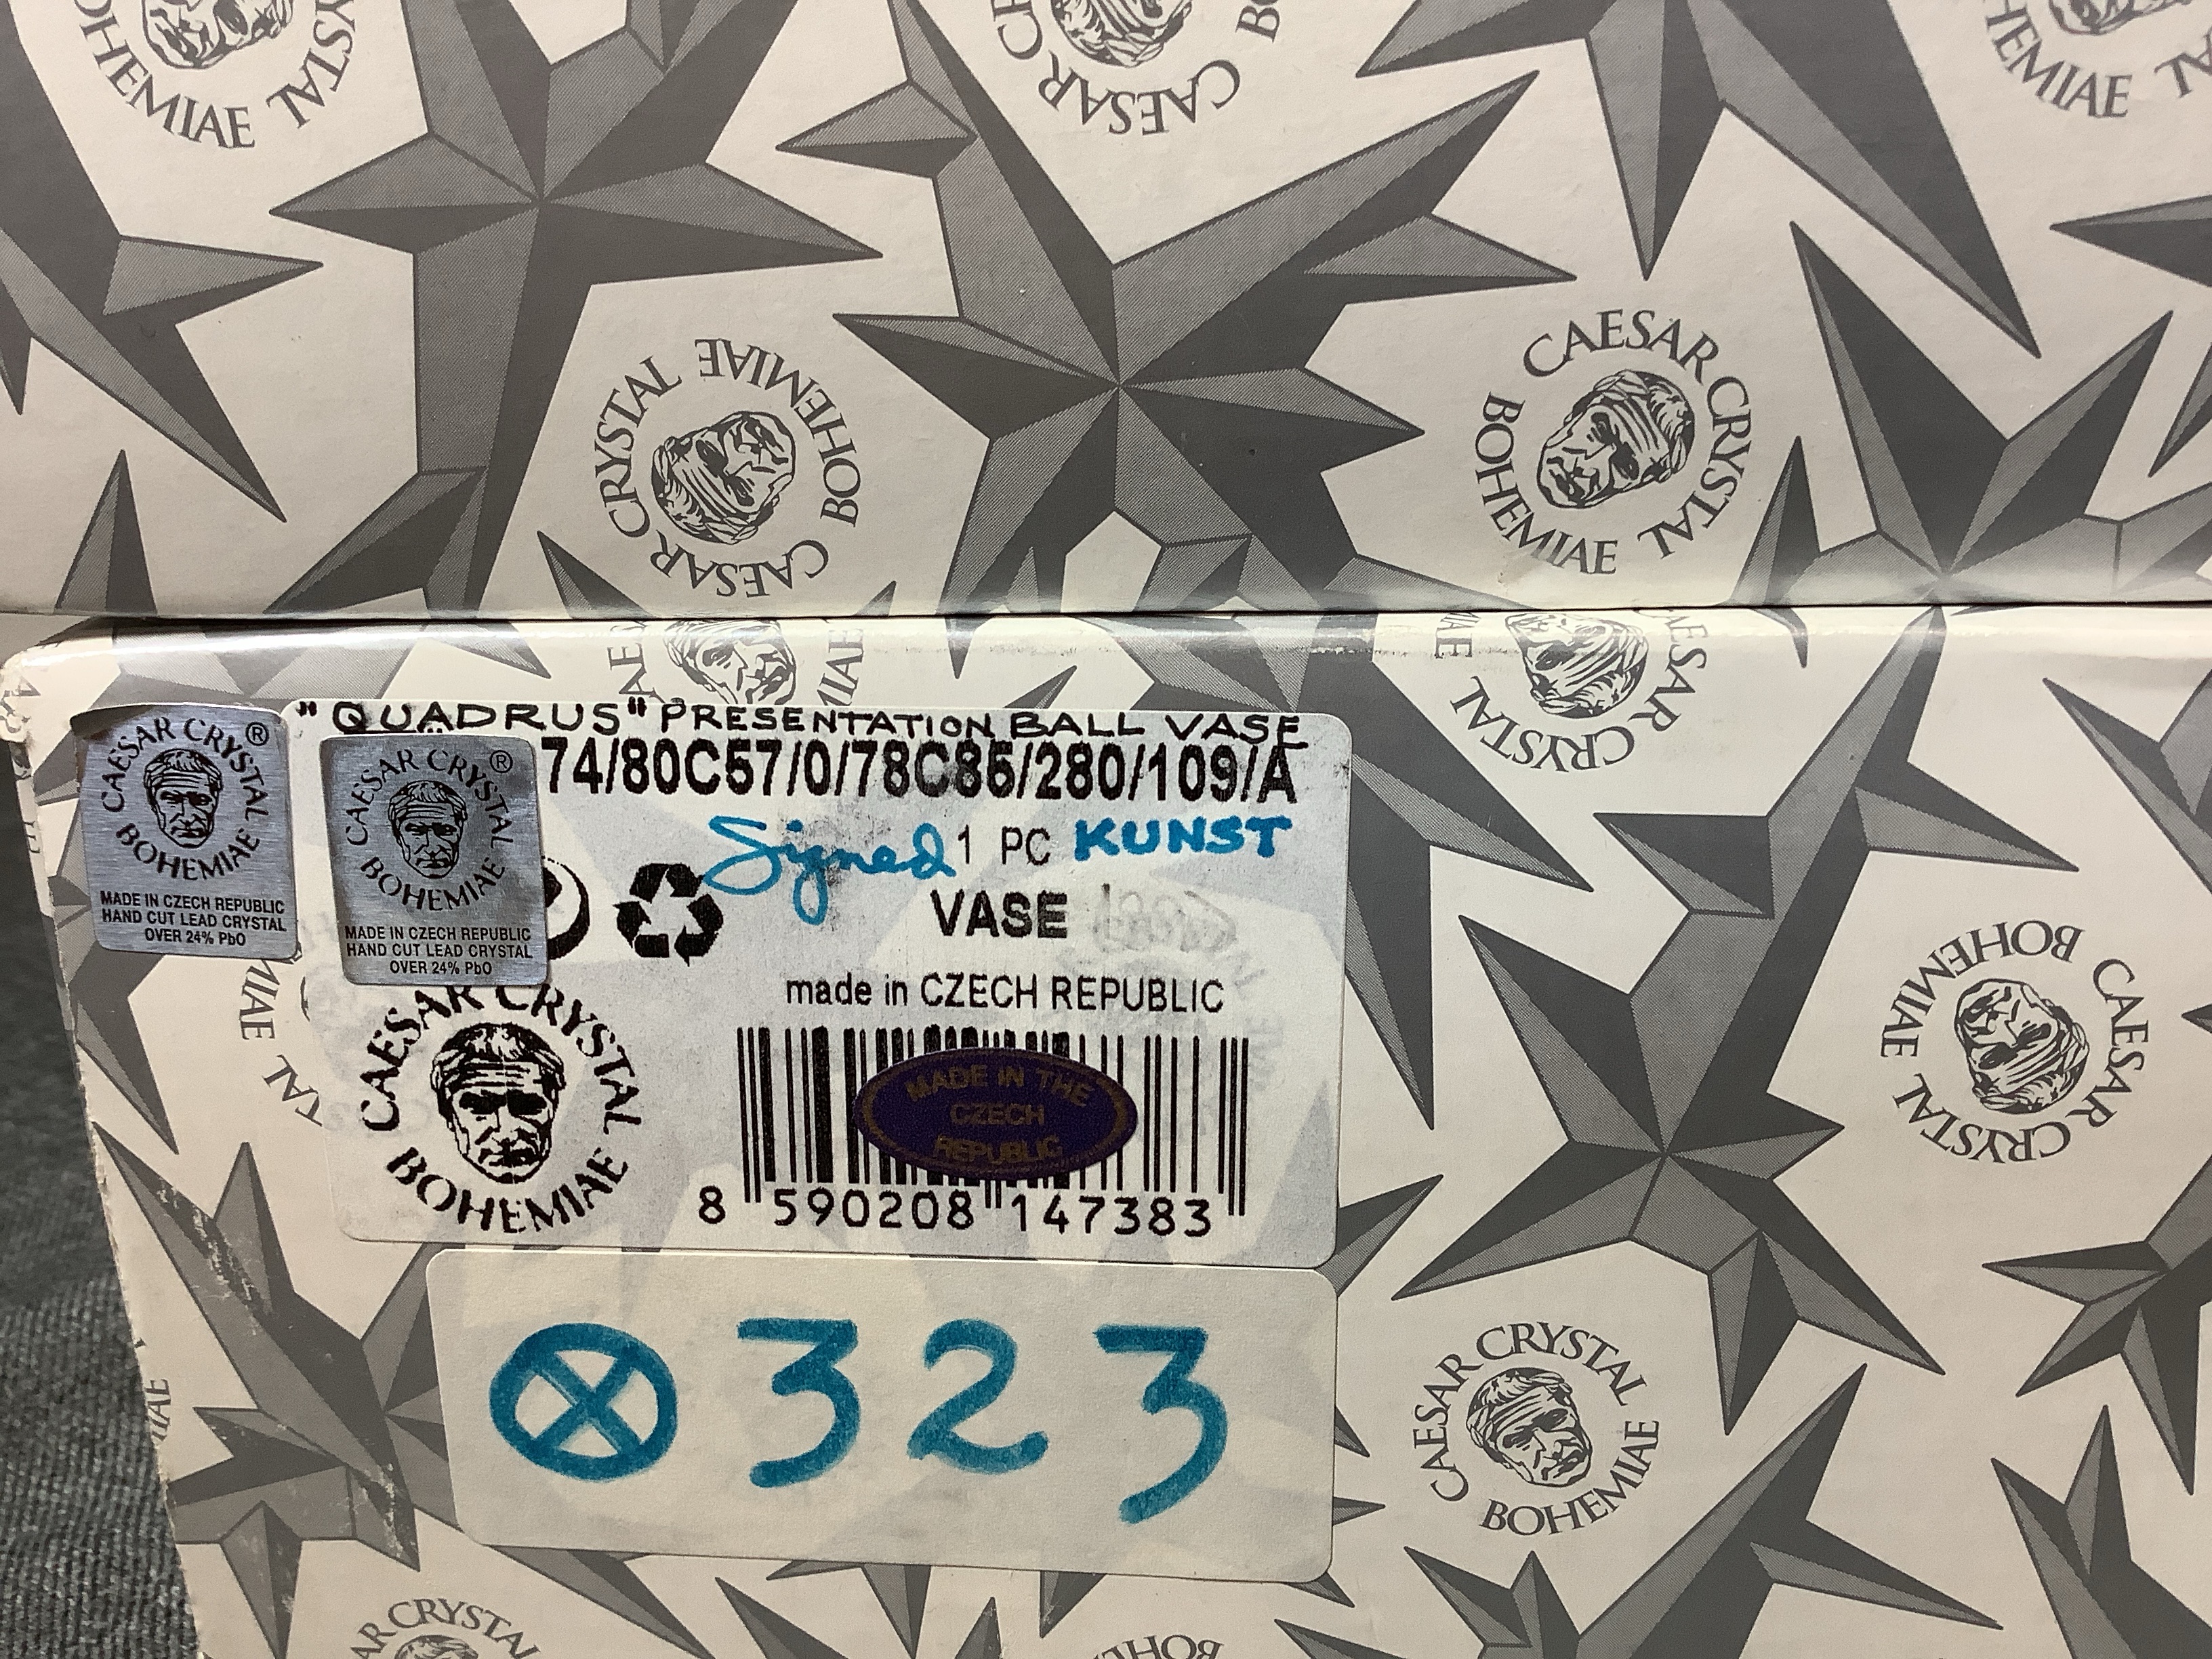 BOHEMIAE CRYSTAL
CAESAR CRYSTAL BOHEMIAE
BOHEMIAE
CAESAR CRYSTAL BOHEMIAE
CAESAR CRYSTAL BOHEMIAE
CAESAR CRYSTAL
"QUADRUS" PRESENTATION BALL VASE
74/80C57/0/78C86/280/109/A
Signed 1 PC KUNST
VASE
made in CZECH REPUBLIC
CAESAR CRYSTAL ®
BOHEMIAE
MADE IN CZECH REPUBLIC
HAND CUT LEAD CRYSTAL
OVER 24% PbO
CAESAR CRYSTAL ®
BOHEMIAE
MADE IN CZECH REPUBLIC
HAND CUT LEAD CRYSTAL
OVER 24% PbO
CAESAR CRYSTAL
BOHEMIAE
MADE IN THE
CZECH
REPUBLIC
8 590208 147383
CAESAR CRYSTAL BOHEMIAE
323
CAESAR CRYSTAL BOHEMIAE
CRYSTAL